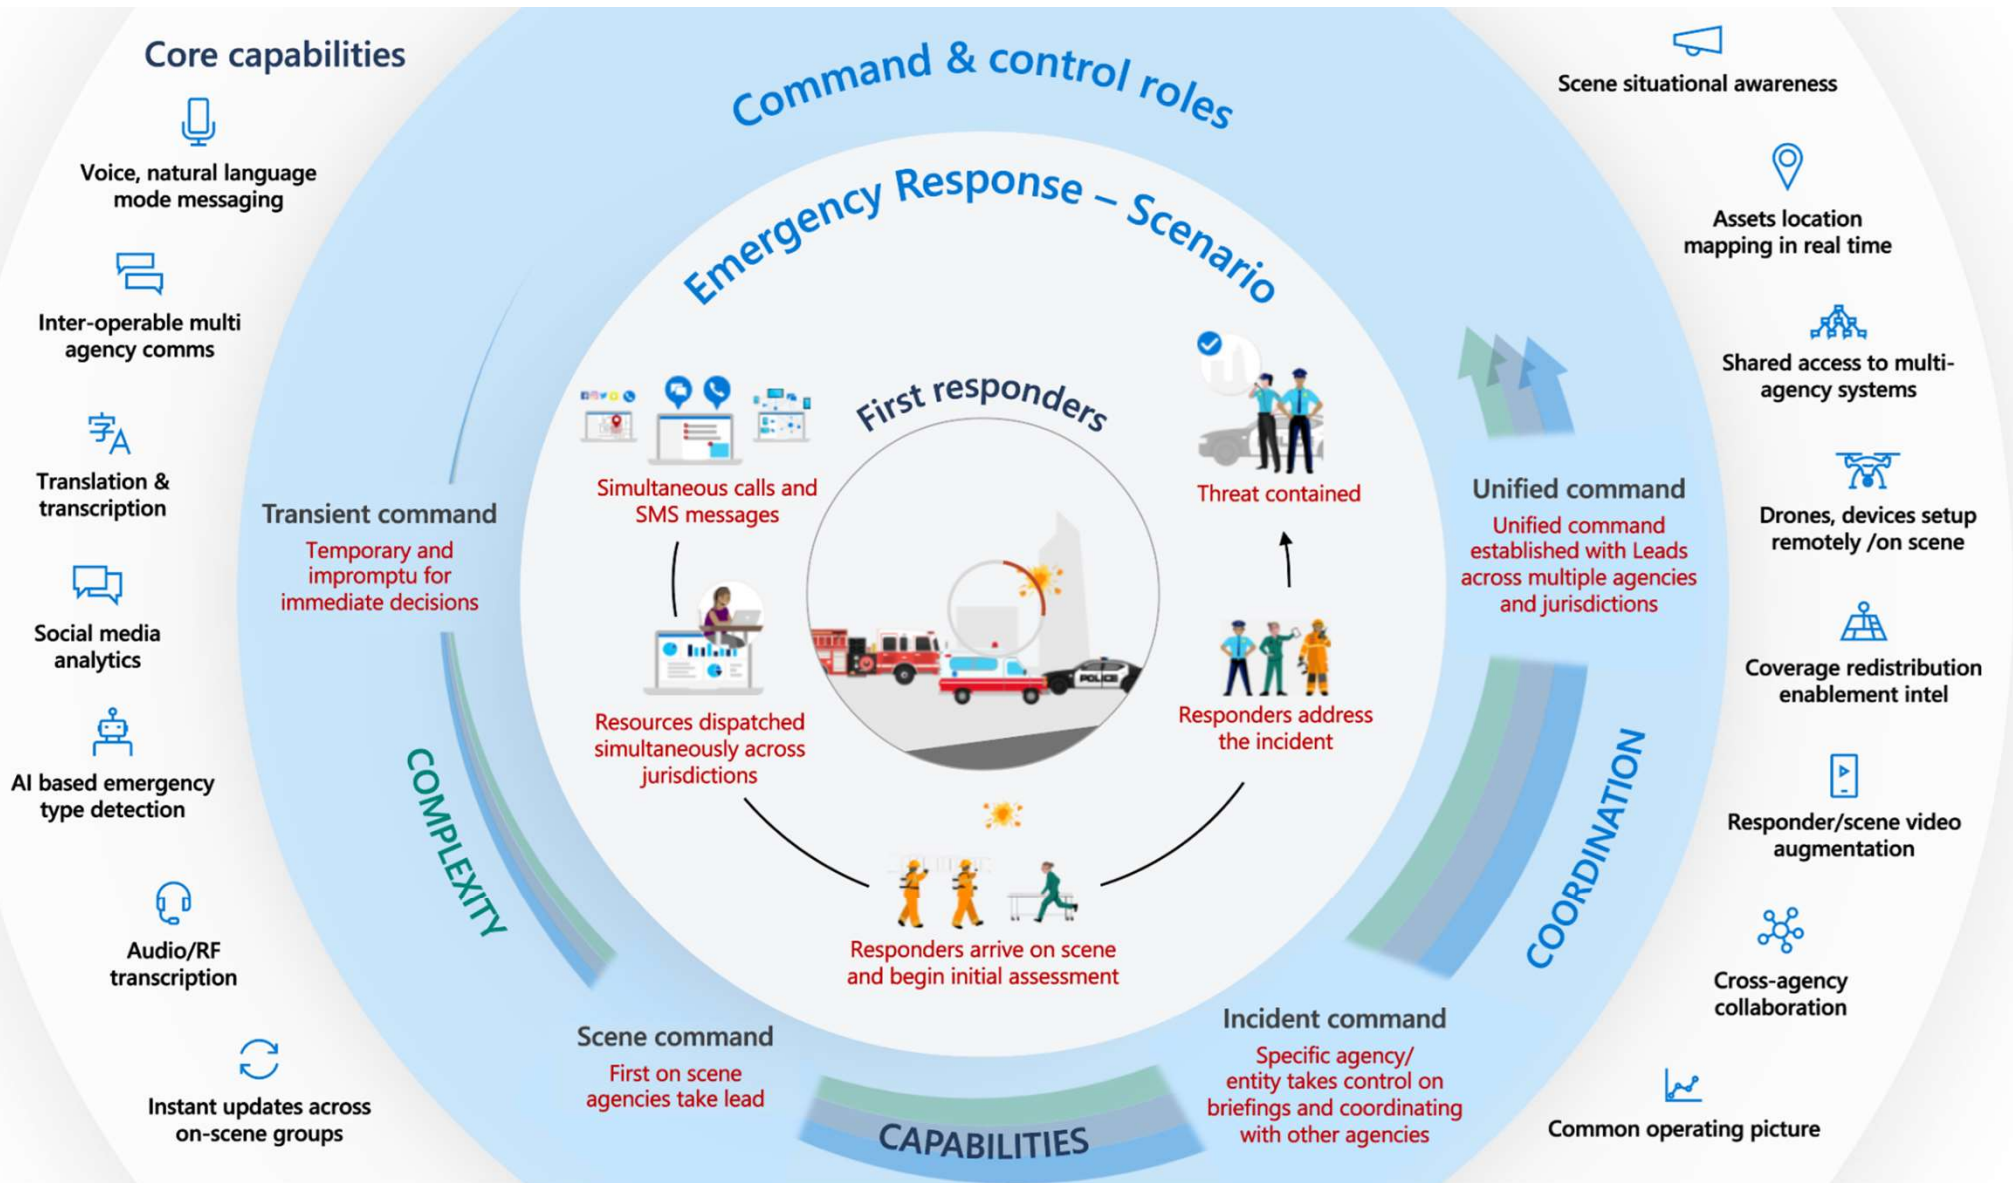 Core capabilities
Voice, natural language
mode messaging
Inter-operable multi
agency comms
Translation &
transcription
Social media
analytics
AI based emergency
type detection
Audio/RF
transcription
Instant updates across
on-scene groups
Command & control roles
Emergency Response – Scenario
First responders
Simultaneous calls and
SMS messages
Resources dispatched
simultaneously across
jurisdictions
Responders arrive on scene
and begin initial assessment
Responders address
the incident
Threat contained
POLICE
Transient command
Temporary and
impromptu for
immediate decisions
COMPLEXITY
Scene command
First on scene
agencies take lead
CAPABILITIES
Incident command
Specific agency/
entity takes control on
briefings and coordinating
with other agencies
COORDINATION
Unified command
Unified command
established with Leads
across multiple agencies
and jurisdictions
Scene situational awareness
Assets location
mapping in real time
Shared access to multi-
agency systems
Drones, devices setup
remotely /on scene
Coverage redistribution
enablement intel
Responder/scene video
augmentation
Cross-agency
collaboration
Common operating picture